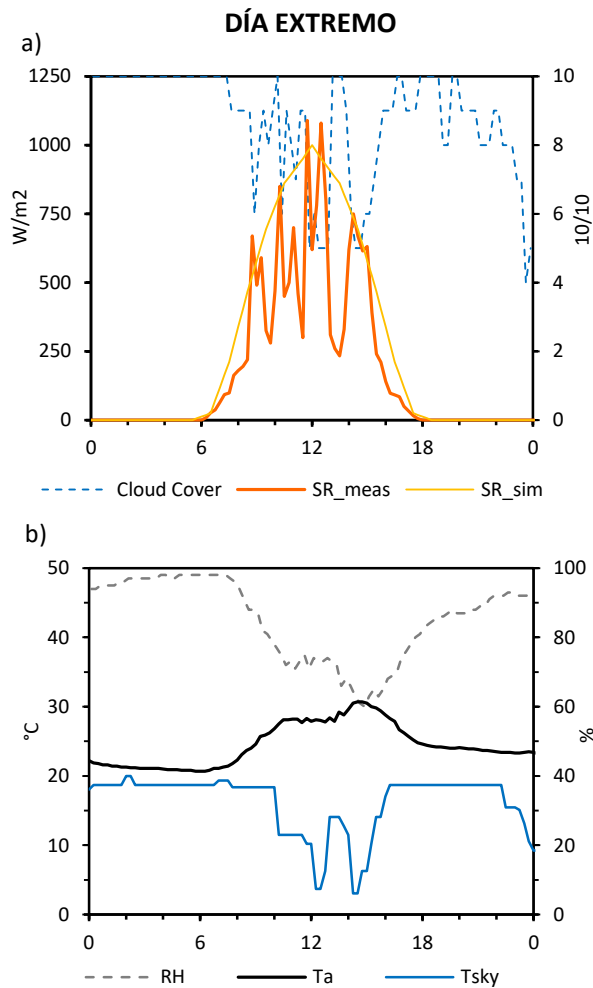 DÍA EXTREMO
a)
1250 10
1000 8
750 6
500 4
250 2
0 0
W/m2
10/10
0 6 12 18 0
Cloud Cover SR_meas SR_sim
b)
50 100
40 80
30 60
20 40
10 20
0 0
°C
%
0 6 12 18 0
RH Ta Tsky